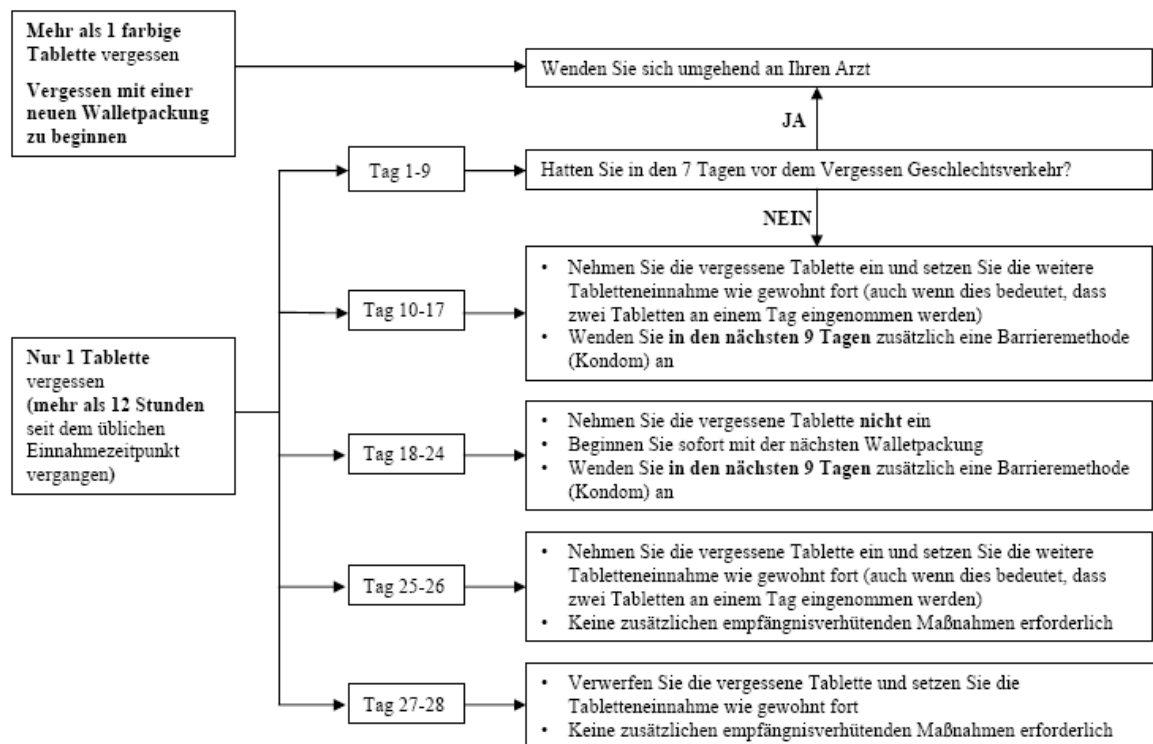 Mehr als 1 farbige
Tablette vergessen
Vergessen mit einer
neuen Walletpackung
zu beginnen
Wenden Sie sich umgehend an Ihren Arzt
JA
Tag 1-9
Hatten Sie in den 7 Tagen vor dem Vergessen Geschlechtsverkehr?
NEIN
Tag 10-17
• Nehmen Sie die vergessene Tablette ein und setzen Sie die weitere
Tabletteneinnahme wie gewohnt fort (auch wenn dies bedeutet, dass
zwei Tabletten an einem Tag eingenommen werden)
• Wenden Sie in den nächsten 9 Tagen zusätzlich eine Barrieremethode
(Kondom) an
Nur 1 Tablette
vergessen
(mehr als 12 Stunden
seit dem üblichen
Einnahmezeitpunkt
vergangen)
Tag 18-24
• Nehmen Sie die vergessene Tablette nicht ein
• Beginnen Sie sofort mit der nächsten Walletpackung
• Wenden Sie in den nächsten 9 Tagen zusätzlich eine Barrieremethode
(Kondom) an
Tag 25-26
• Nehmen Sie die vergessene Tablette ein und setzen Sie die weitere
Tabletteneinnahme wie gewohnt fort (auch wenn dies bedeutet, dass
zwei Tabletten an einem Tag eingenommen werden)
• Keine zusätzlichen empfängnisverhütenden Maßnahmen erforderlich
Tag 27-28
• Verwerfen Sie die vergessene Tablette und setzen Sie die
Tabletteneinnahme wie gewohnt fort
• Keine zusätzlichen empfängnisverhütenden Maßnahmen erforderlich